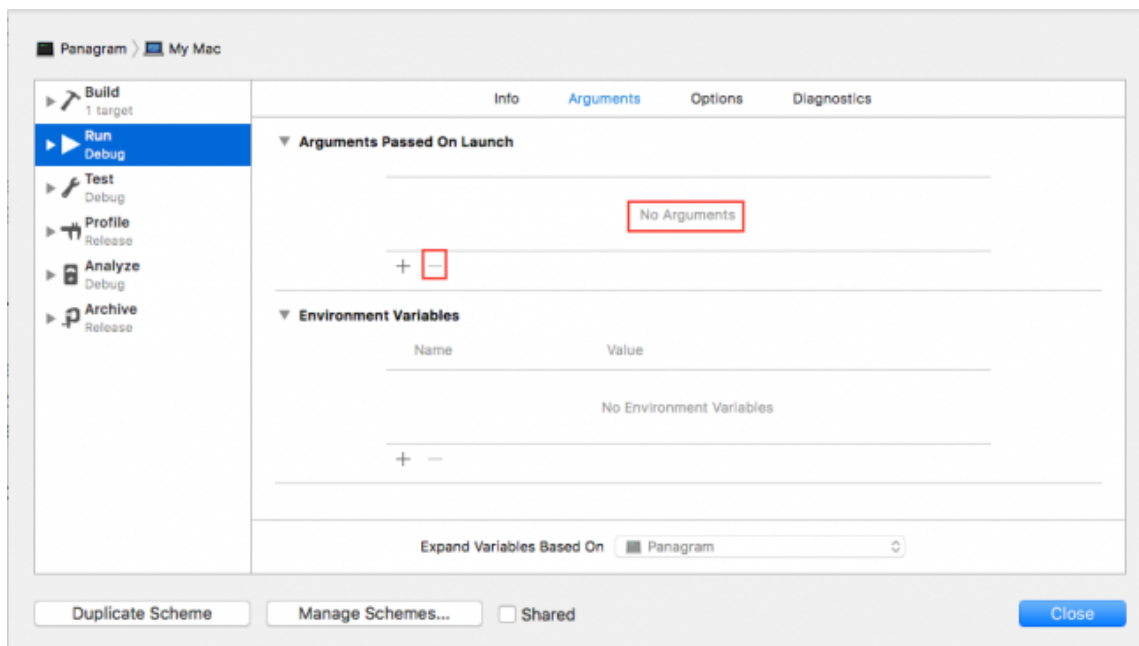 Panagram My Mac
Build
1 target
Run
Debug
Test
Debug
Profile
Release
Analyze
Debug
Archive
Release
Info Arguments Options Diagnostics
Arguments Passed On Launch
No Arguments
+ −
Environment Variables
Name Value
No Environment Variables
+ −
Expand Variables Based On Panagram
Duplicate Scheme Manage Schemes... Shared Close